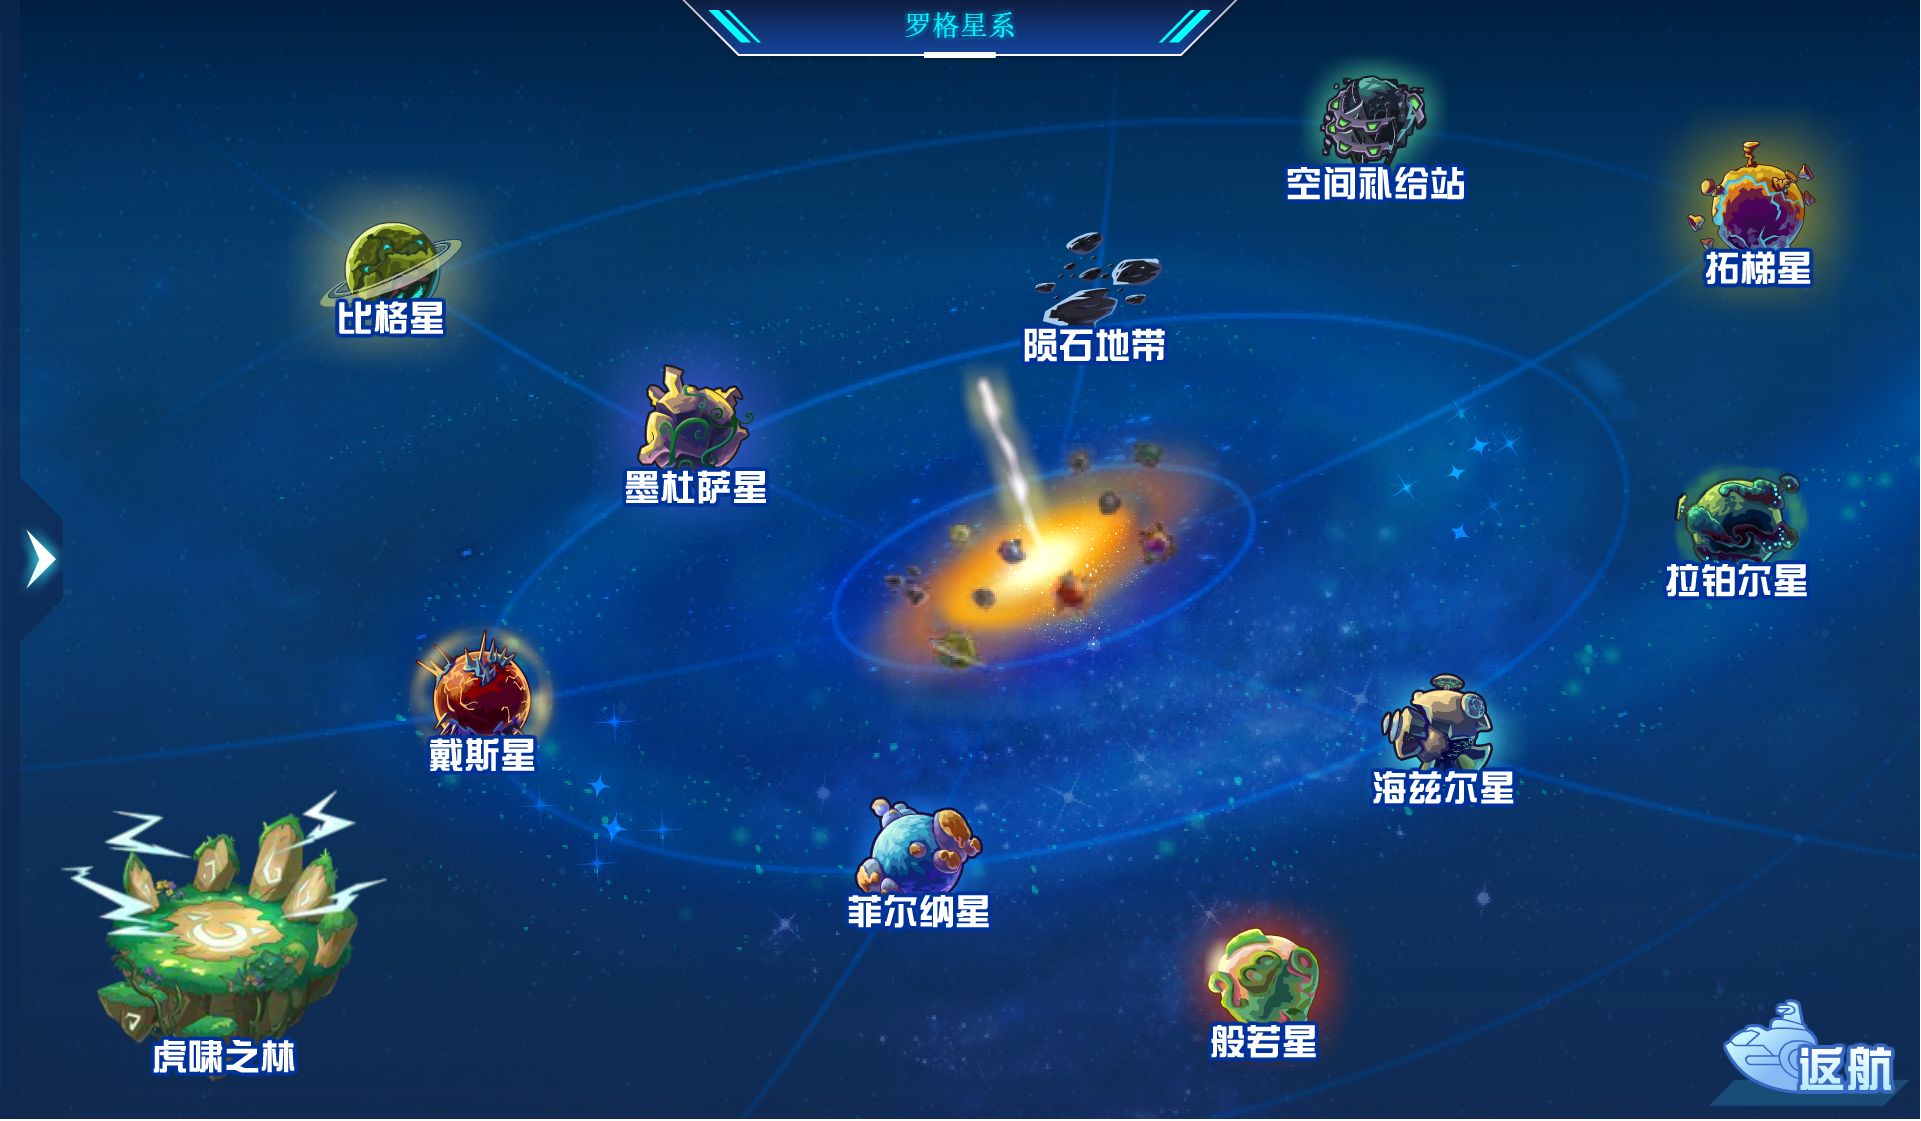 罗格星系
空间补给站
拓梯星
比格星
陨石地带
墨杜萨星
拉铂尔星
戴斯星
海兹尔星
菲尔纳星
般若星
虎啸之林
返航